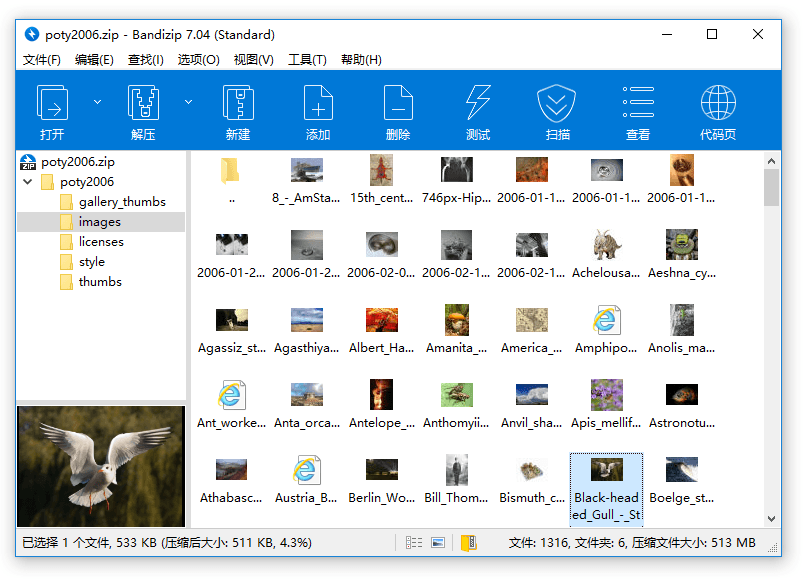 poty2006.zip - Bandizip 7.04 (Standard)
文件(F) 编辑(E) 查找(I) 选项(O) 视图(V) 工具(T) 帮助(H)
打开 解压 新建 添加 删除 测试 扫描 查看 代码页
ZIP poty2006.zip
poty2006
gallery_thumbs
images
licenses
style
thumbs
.. 8_-_AmSta... 15th_cent... 746px-Hip... 2006-01-1... 2006-01-1... 2006-01-1...
2006-01-2... 2006-01-2... 2006-02-0... 2006-02-1... 2006-02-1... Achelousa... Aeshna_cy...
Agassiz_st... Agasthiya... Albert_Ha... Amanita_... America_... Amphipo... Anolis_ma...
Ant_worke... Anta_orca... Antelope_... Anthomyii... Anvil_sha... Apis_mellif... Astronotu...
Athabasc... Austria_B... Berlin_Wo... Bill_Thom... Bismuth_c... Black-head Boelge_st...
ed_Gull_-_St
已选择 1 个文件, 533 KB (压缩后大小: 511 KB, 4.3%) 文件: 1316, 文件夹: 6, 压缩文件大小: 513 MB